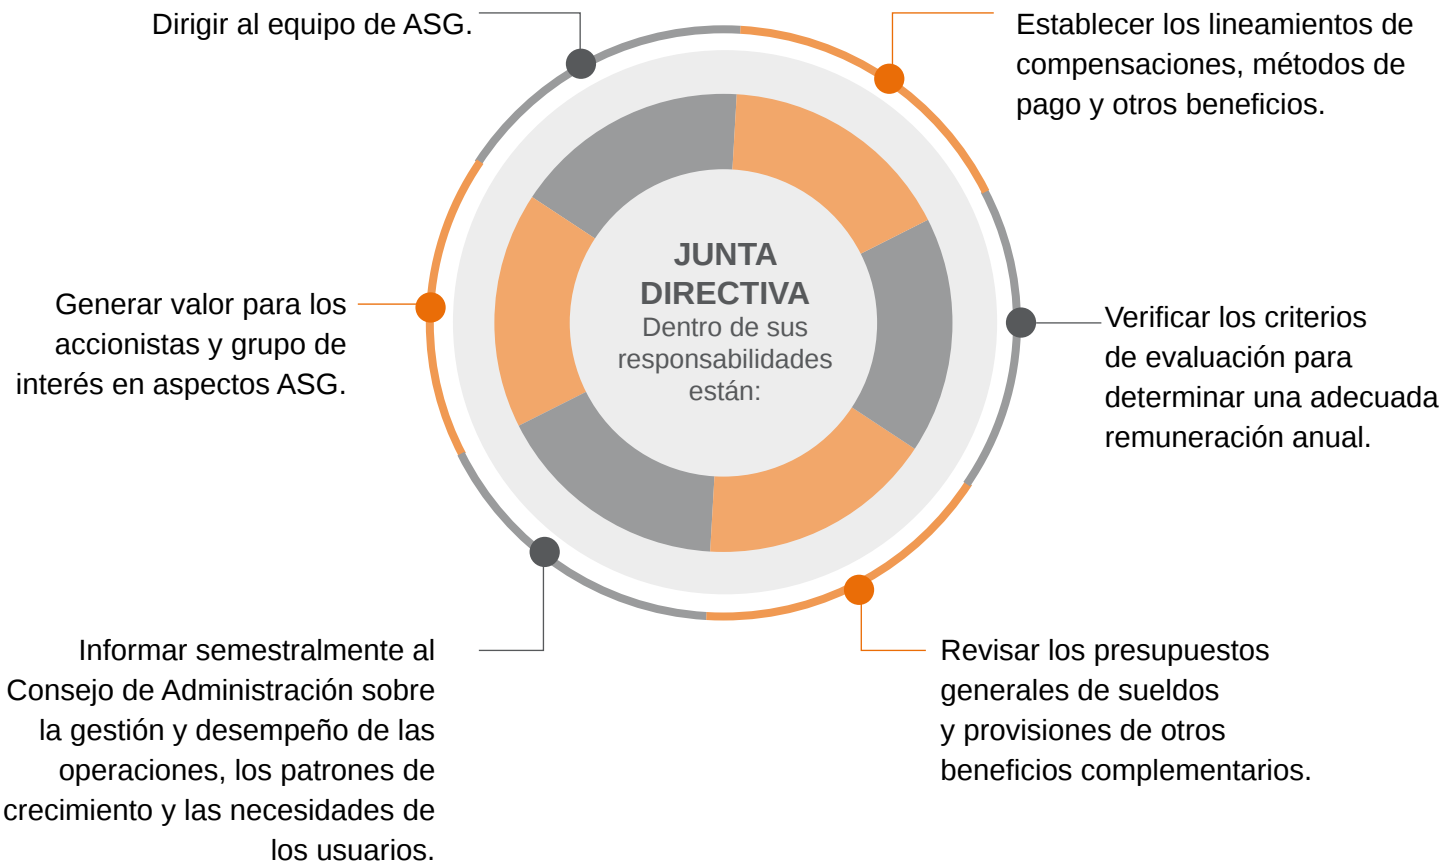 JUNTA
DIRECTIVA
Dentro de sus
responsabilidades
están:
Dirigir al equipo de ASG.
Establecer los lineamientos de
compensaciones, métodos de
pago y otros beneficios.
Verificar los criterios
de evaluación para
determinar una adecuada
remuneración anual.
Revisar los presupuestos
generales de sueldos
y provisiones de otros
beneficios complementarios.
Informar semestralmente al
Consejo de Administración sobre
la gestión y desempeño de las
operaciones, los patrones de
crecimiento y las necesidades de
los usuarios.
Generar valor para los
accionistas y grupo de
interés en aspectos ASG.